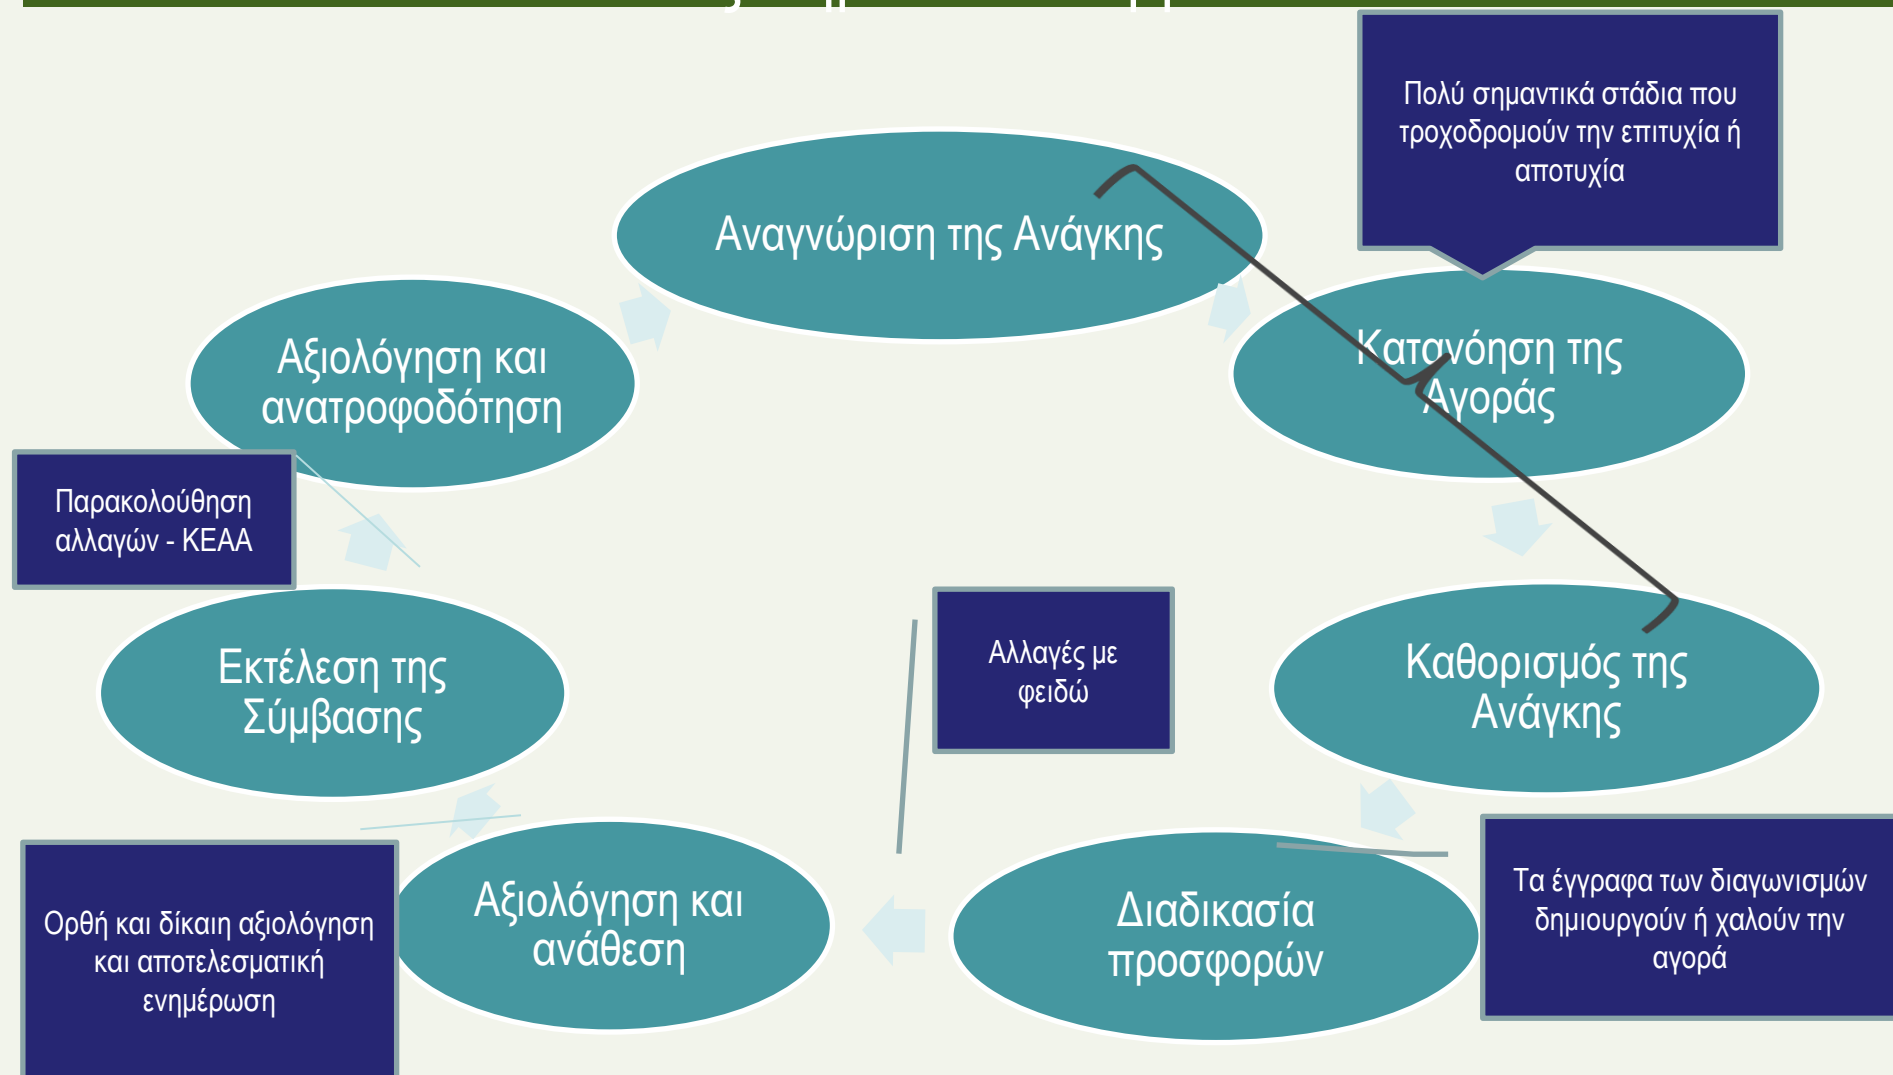 Πολύ σημαντικά στάδια που
τροχοδρομούν την επιτυχία ή
αποτυχία
Αναγνώριση της Ανάγκης
Κατανόηση της
Αγοράς
Αξιολόγηση και
ανατροφοδότηση
Παρακολούθηση
αλλαγών - ΚΕΑΑ
Εκτέλεση της
Σύμβασης
Αλλαγές με
φειδώ
Καθορισμός της
Ανάγκης
Ορθή και δίκαιη αξιολόγηση
και αποτελεσματική
ενημέρωση
Αξιολόγηση και
ανάθεση
Διαδικασία
προσφορών
Τα έγγραφα των διαγωνισμών
δημιουργούν ή χαλούν την
αγορά